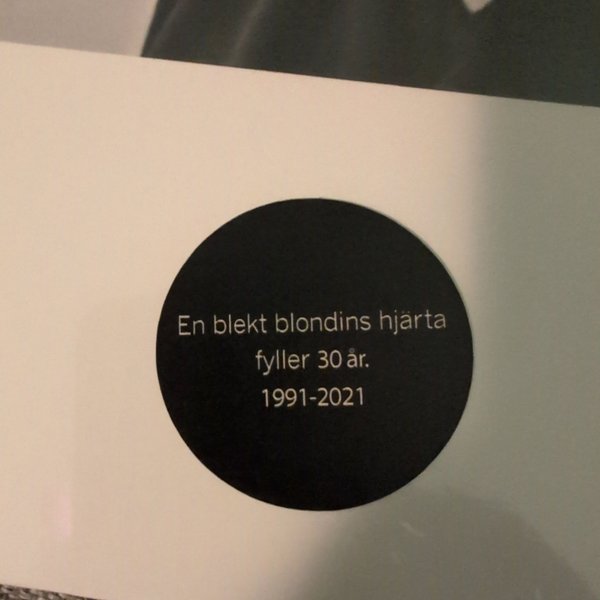 En blekt blondins hjärta
fyller 30 år.
1991-2021